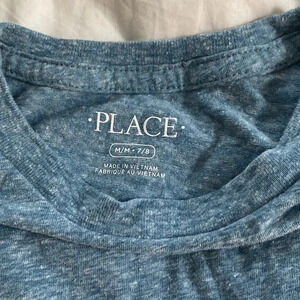 ·PLACE·
M/M • 7/8
MADE IN VIETNAM
FABRIQUÉ AU VIETNAM